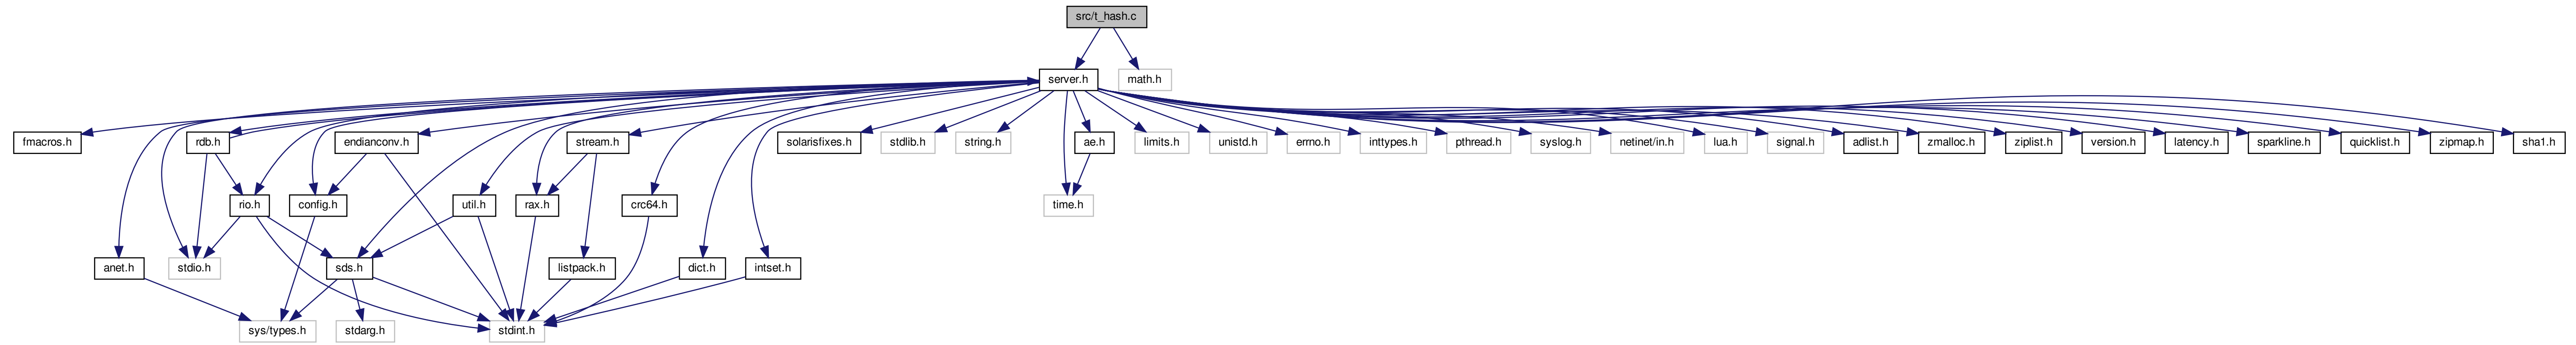 src/t_hash.c
server.h
math.h
fmacros.h
rdb.h
endianconv.h
stream.h
solarisfixes.h
stdlib.h
string.h
ae.h
limits.h
unistd.h
errno.h
inttypes.h
pthread.h
syslog.h
netinet/in.h
lua.h
signal.h
adlist.h
zmalloc.h
ziplist.h
version.h
latency.h
sparkline.h
quicklist.h
zipmap.h
sha1.h
rio.h
config.h
util.h
rax.h
crc64.h
time.h
anet.h
stdio.h
sds.h
listpack.h
dict.h
intset.h
sys/types.h
stdarg.h
stdint.h